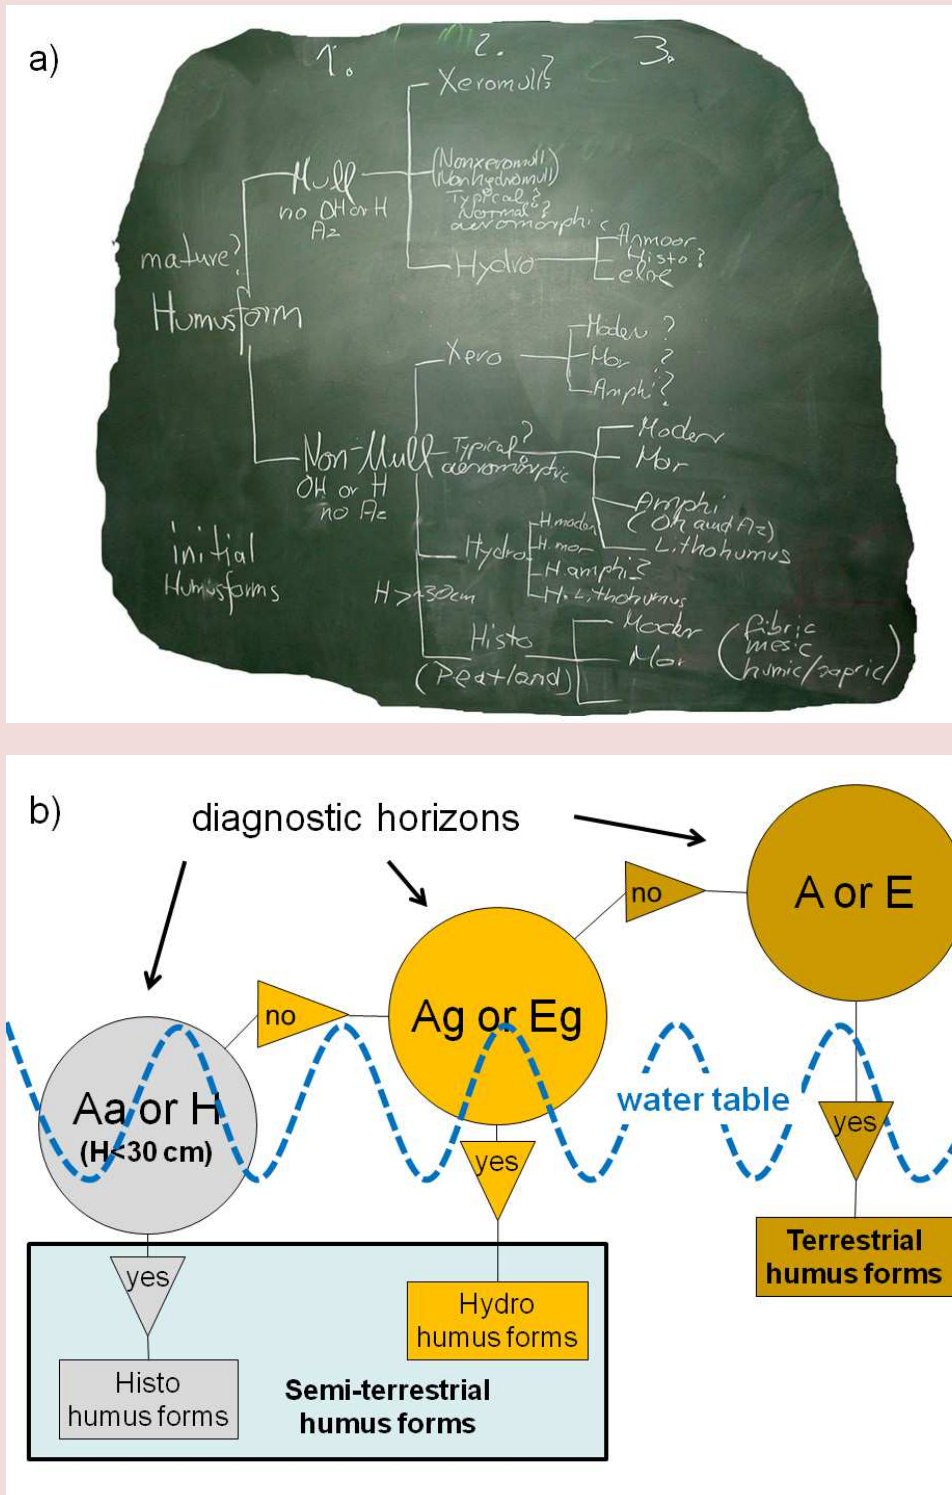 a)
1. 2. 3.
Xeromull?
Mull
no OH or H
Az
(Nonxeromull)
(Nonhydromull)
Typical?
Normal?
aeromorphic
Hydro
Anmoor
Histo?
mature?
Humusform
Xero
Moder ?
Mor ?
Amphi?
Non-Mull
OH or H
no Az
Typical?
aeromorphic
Moder
Mor
Amphi
(OH and Az)
Lithohumus
Hydro
H.moder
H.mor
H.amphi?
H.Lithohumus
initial
Humusforms
H > ~30cm
Histo
(Peatland)
Moder
Mor
(fibric
mesic
humic/sapric)
b)
diagnostic horizons
A or E
no
Ag or Eg
no
Aa or H
(H<30 cm)
water table
yes
yes
yes
Terrestrial
humus forms
Hydro
humus forms
Histo
humus forms
Semi-terrestrial
humus forms